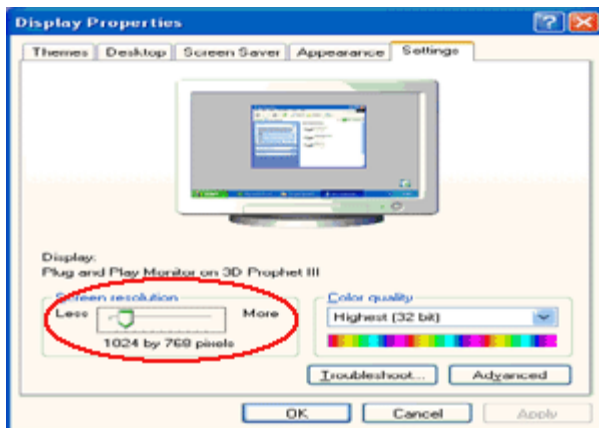 Display Properties
Themes Desktop Screen Saver Appearance Settings
Display:
Plug and Play Monitor on 3D Prophet III
Screen resolution
Less More
1024 by 768 pixels
Color quality
Highest (32 bit)
Troubleshoot... Advanced
OK Cancel Apply